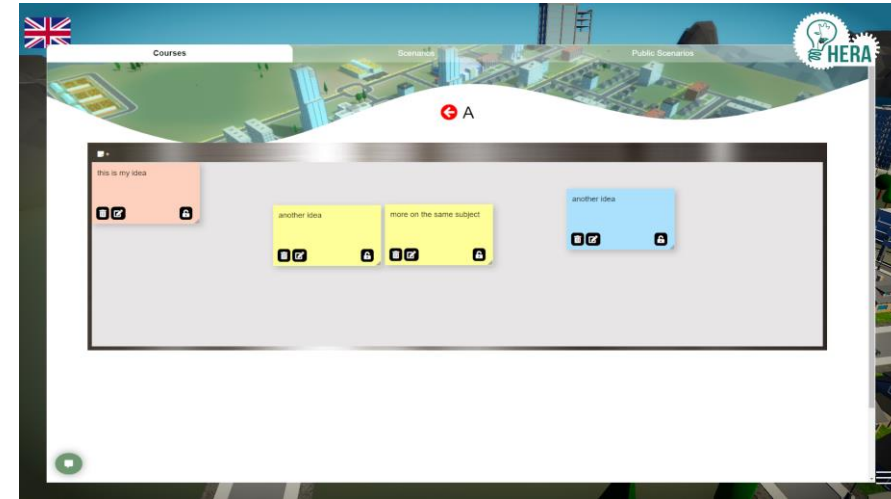 Courses
Scenarios
Public Scenarios
HERA
A
this is my idea
another idea
more on the same subject
another idea